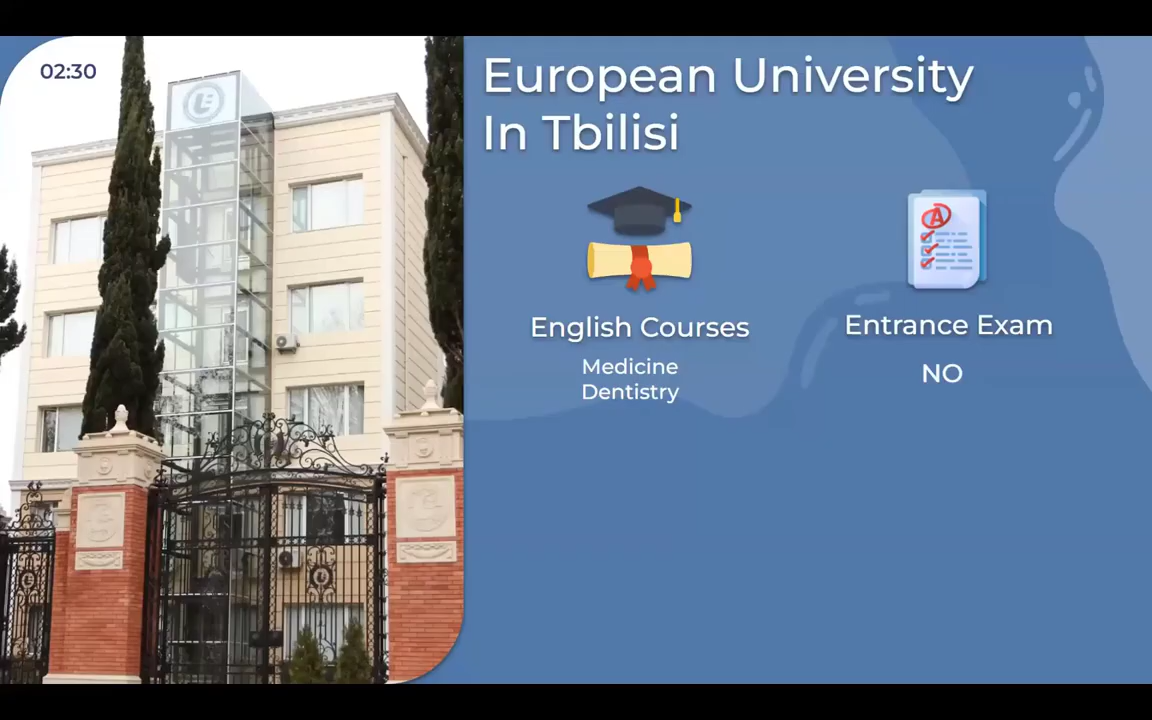 02:30
European University
In Tbilisi
English Courses
Medicine
Dentistry
A
Entrance Exam
NO